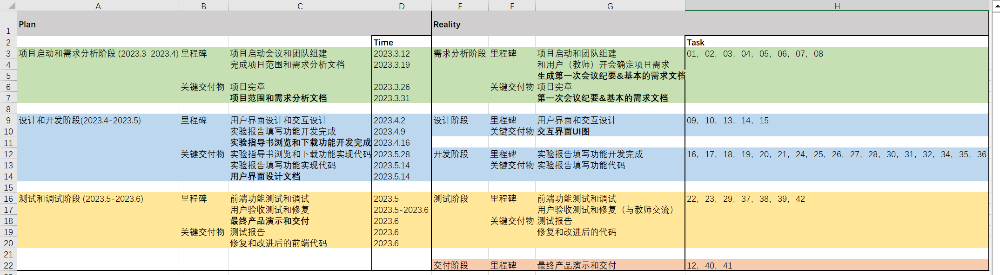 A B C D E F G H
1 Plan Reality
2 Time Task
3 项目启动和需求分析阶段 (2023.3-2023.4) 里程碑 项目启动会议和团队组建 2023.3.12 需求分析阶段 里程碑 项目启动和团队组建 01, 02, 03, 04, 05, 06, 07, 08
4 完成项目范围和需求分析文档 2023.3.19 和用户（教师）开会确定项目需求
5 生成第一次会议纪要&基本的需求文档
6 关键交付物 项目宪章 2023.3.26 关键交付物 项目宪章
7 项目范围和需求分析文档 2023.3.31 第一次会议纪要&基本的需求文档
8
9 设计和开发阶段(2023.4-2023.5) 里程碑 用户界面设计和交互设计 2023.4.2 设计阶段 里程碑 用户界面和交互设计 09, 10, 13, 14, 15
10 实验报告填写功能开发完成 2023.4.9 关键交付物 交互界面UI图
11 实验指导书浏览和下载功能开发完成 2023.4.16
12 关键交付物 实验指导书浏览和下载功能实现代码 2023.5.28 开发阶段 里程碑 实验报告填写功能开发完成 16, 17, 18, 19, 20, 21, 24, 25, 26, 27, 28, 30, 31, 32, 34, 35, 36
13 实验报告填写功能实现代码 2023.5.14 关键交付物 实验报告填写功能代码
14 用户界面设计文档 2023.5.14
15
16 测试和调试阶段 (2023.5-2023.6) 里程碑 前端功能测试和调试 2023.5 测试阶段 里程碑 前端功能测试和调试 22, 23, 29, 37, 38, 39, 42
17 用户验收测试和修复 2023.5-2023.6 用户验收测试和修复（与教师交流）
18 最终产品演示和交付 2023.6 关键交付物 测试报告
19 关键交付物 测试报告 2023.6 修复和改进后的代码
20 修复和改进后的前端代码 2023.6
21
22 交付阶段 里程碑 最终产品演示和交付 12, 40, 41